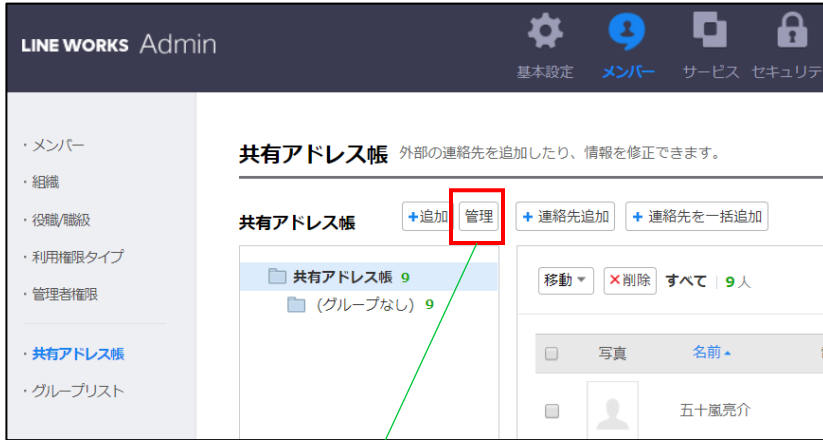 LINE WORKS Admin
基本設定 メンバー サービス セキュリテ
・メンバー
・組織
・役職/職級
・利用権限タイプ
・管理者権限
・共有アドレス帳
・グループリスト
共有アドレス帳 外部の連絡先を追加したり、情報を修正できます。
共有アドレス帳 +追加 管理 + 連絡先追加 + 連絡先を一括追加
共有アドレス帳 9
(グループなし) 9
移動 ×削除 すべて | 9人
写真 名前
五十嵐亮介